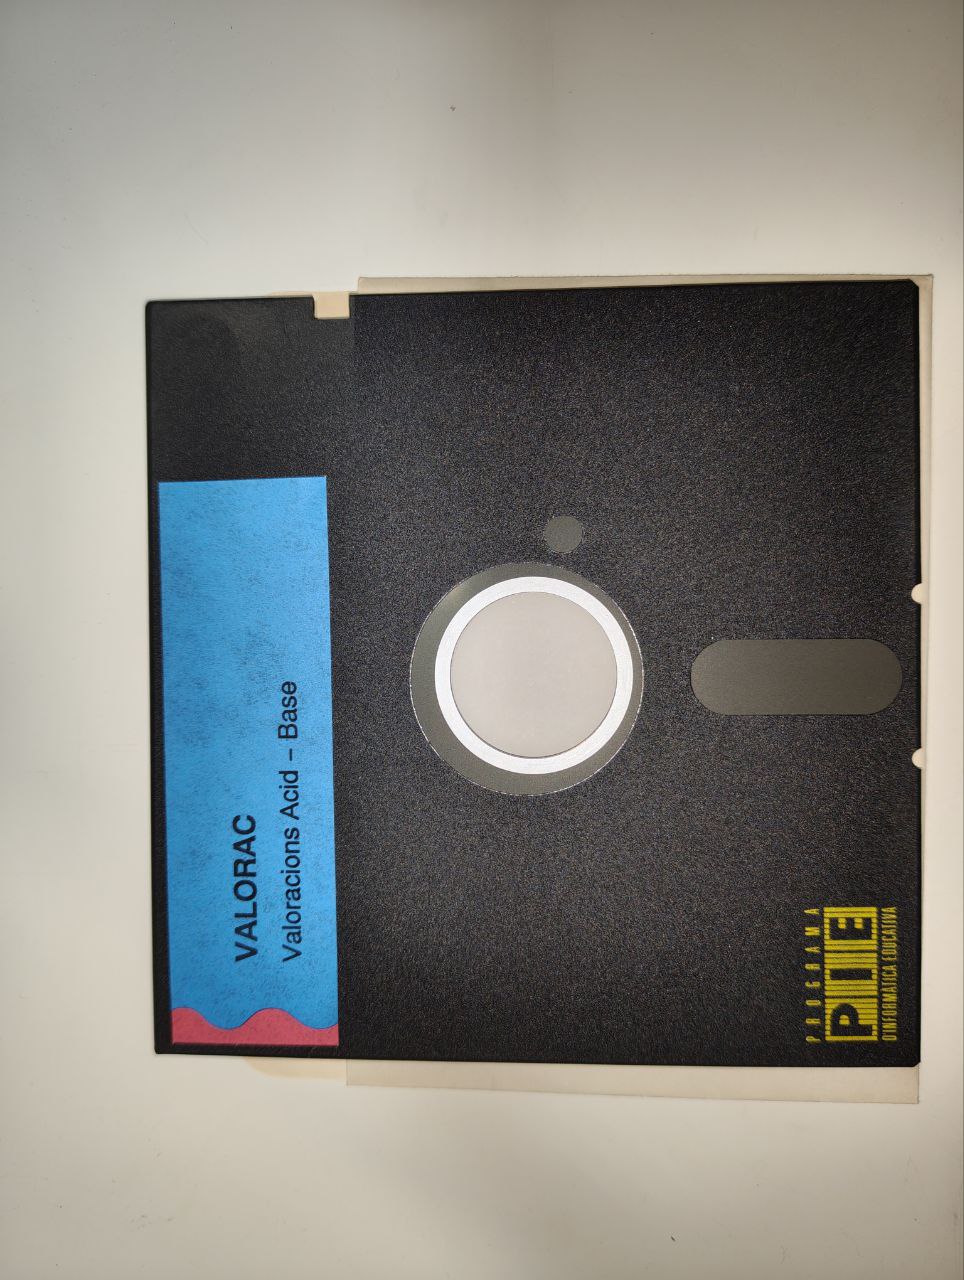 VALORAC
Valoracions Acid – Base
PROGRAMA
PIE
D'INFORMÀTICA EDUCATIVA